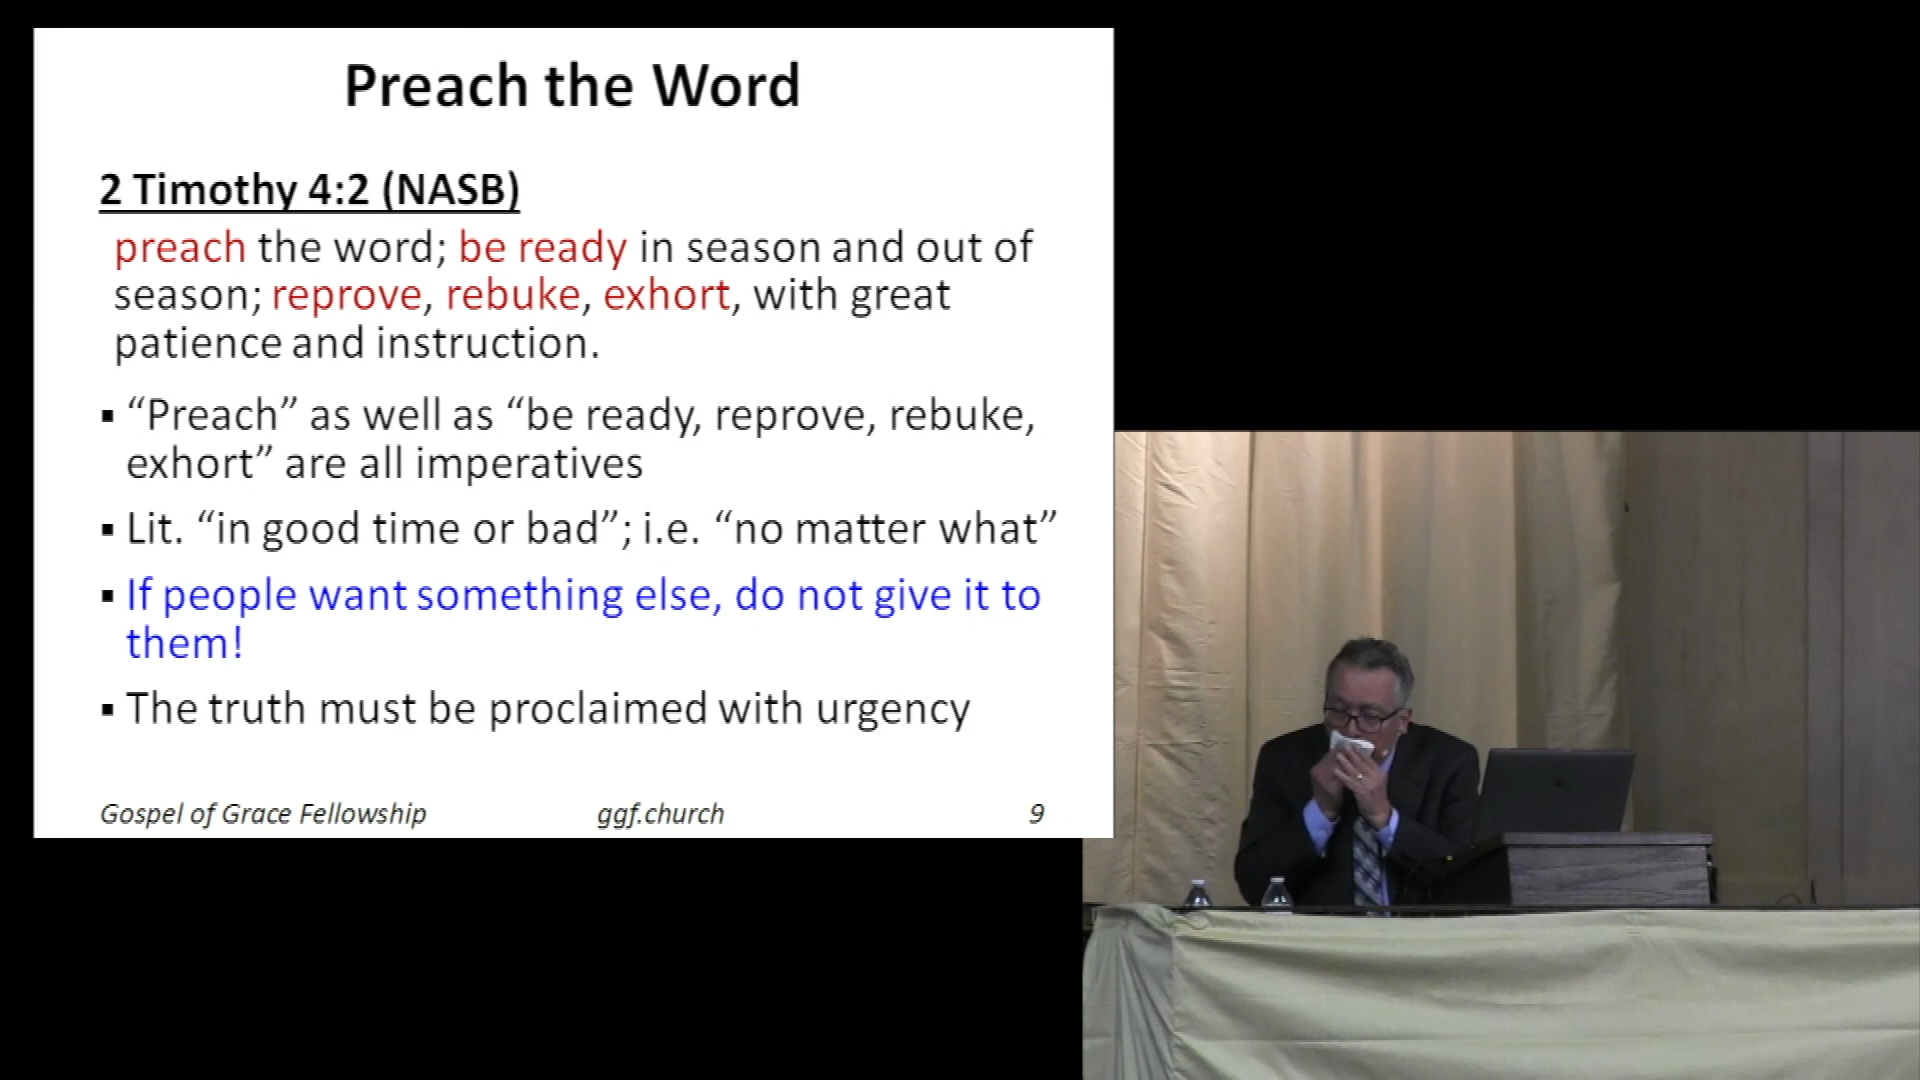 Preach the Word
2 Timothy 4:2 (NASB)
preach the word; be ready in season and out of
season; reprove, rebuke, exhort, with great
patience and instruction.
▪ “Preach” as well as “be ready, reprove, rebuke,
exhort” are all imperatives
▪ Lit. “in good time or bad”; i.e. “no matter what”
▪ If people want something else, do not give it to
them!
▪ The truth must be proclaimed with urgency
Gospel of Grace Fellowship ggf.church 9